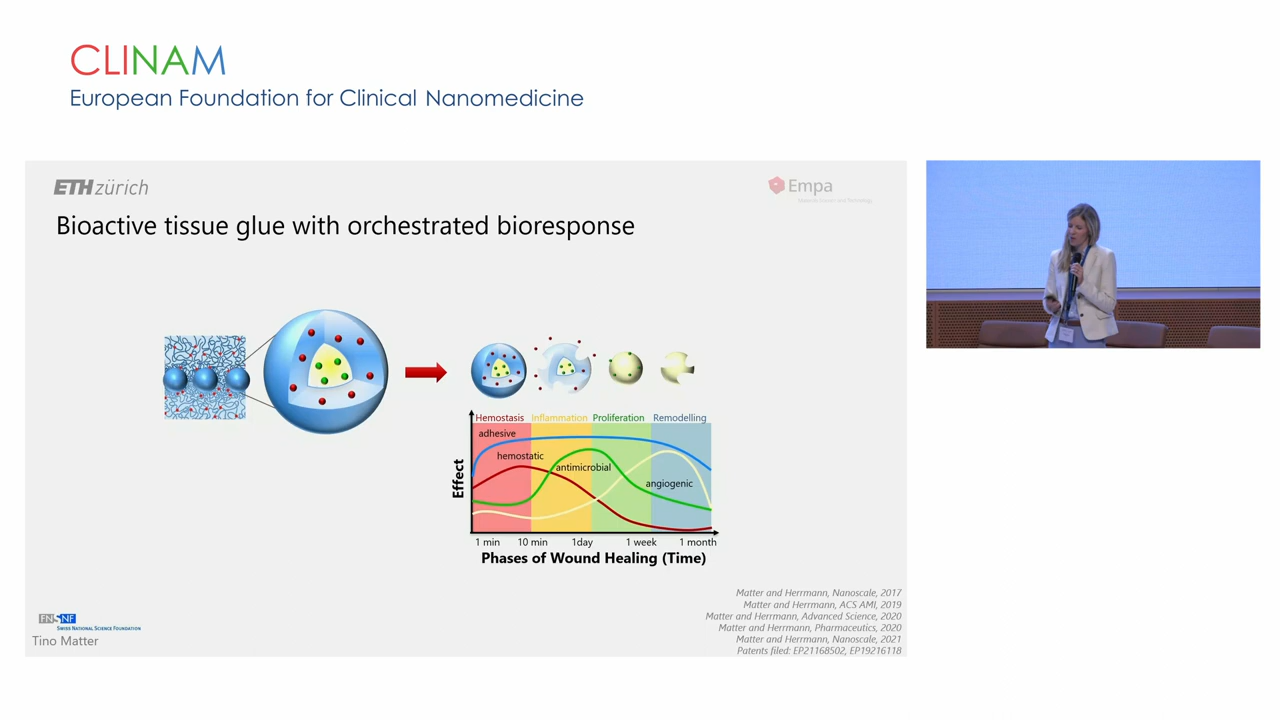 CLINAM
European Foundation for Clinical Nanomedicine
ETH zürich
Empa
Bioactive tissue glue with orchestrated bioresponse
Hemostasis Inflammation Proliferation Remodelling
adhesive
hemostatic
antimicrobial
angiogenic
Effect
1 min 10 min 1day 1 week 1 month
Phases of Wound Healing (Time)
Matter and Herrmann, Nanoscale, 2017
Matter and Herrmann, ACS AMI, 2019
Matter and Herrmann, Advanced Science, 2020
Matter and Herrmann, Pharmaceutics, 2020
Matter and Herrmann, Nanoscale, 2021
Patents filed: EP21168502, EP19216118
FNSNF
SWISS NATIONAL SCIENCE FOUNDATION
Tino Matter